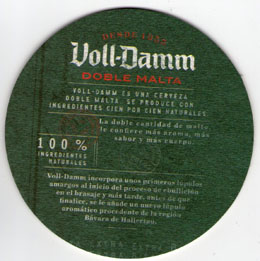 DESDE
Voll-Damm
DOBLE MALTA
VOLL-DAMM ES UNA CERVEZA
DOBLE MALTA. SE PRODUCE CON
INGREDIENTES CIEN POR CIEN NATURALES.
La doble cantidad de malta
le confiere más aroma, más
sabor y más cuerpo.
100%
INGREDIENTES
NATURALES
Voll-Damm incorpora unos primeros lúpulos
amargos al inicio del proceso de ebullición
en el brasaje y más tarde, antes de que
finalice, se le añade un nuevo lúpulo
aromático procedente de la región
Bávara de Hallertau.
EXTRA